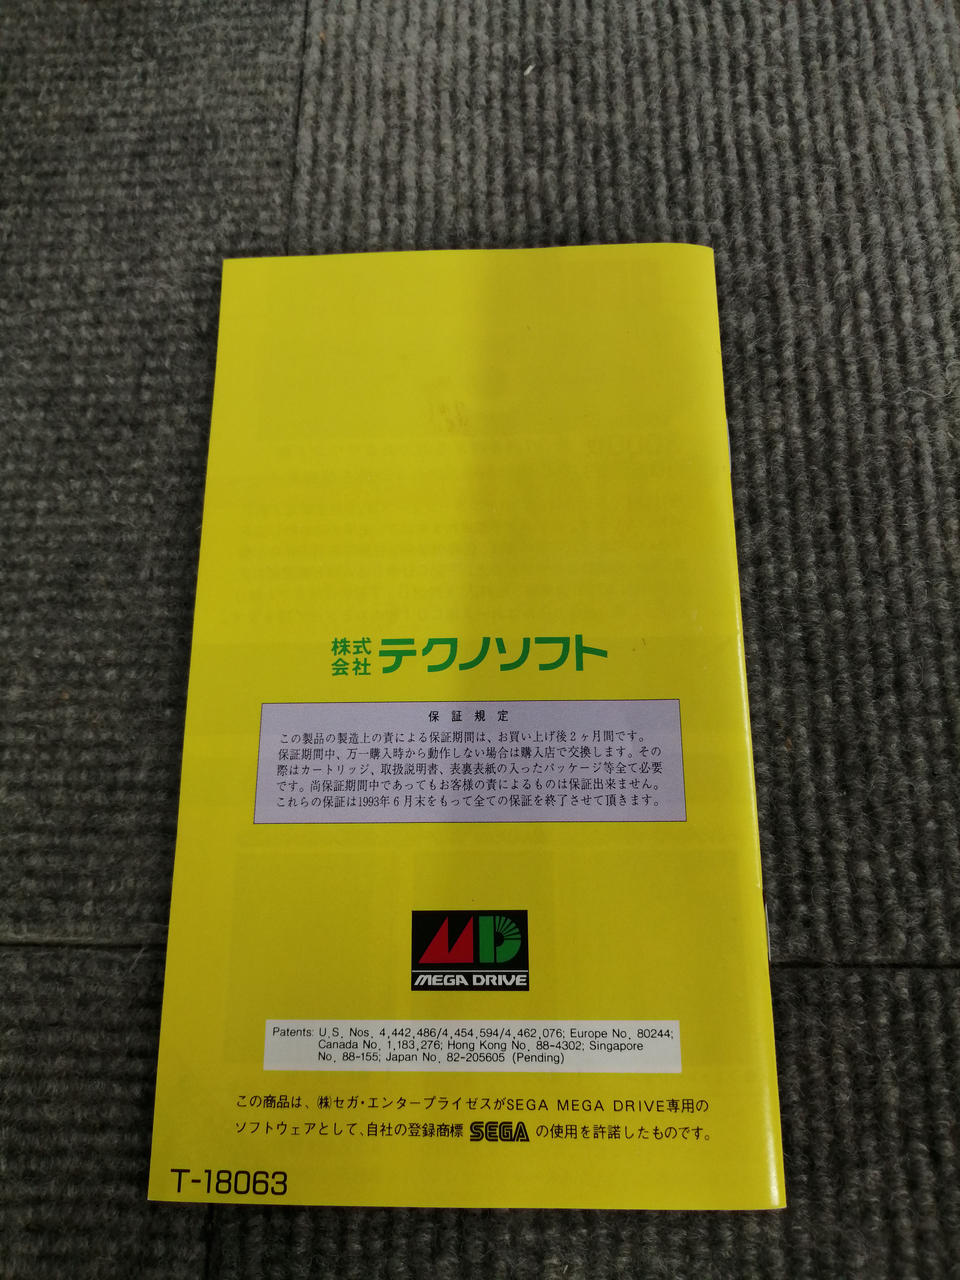 株式会社 テクノソフト
保証規定
この製品の製造上の責による保証期間は、お買い上げ後2ヶ月間です。
保証期間中、万一購入時から動作しない場合は購入店で交換します。その
際はカートリッジ、取扱説明書、表裏表紙の入ったパッケージ等全て必要
です。尚保証期間中であってもお客様の責によるものは保証出来ません。
これらの保証は1993年6月末をもって全ての保証を終了させて頂きます。
MD
MEGA DRIVE
Patents: U.S. Nos. 4,442,486/4,454,594/4,462,076; Europe No. 80244;
Canada No. 1,183,276; Hong Kong No. 88-4302; Singapore
No. 88-155; Japan No. 82-205605 (Pending)
この商品は、㈱セガ・エンタープライゼスがSEGA MEGA DRIVE専用の
ソフトウェアとして、自社の登録商標 SEGA の使用を許諾したものです。
T-18063